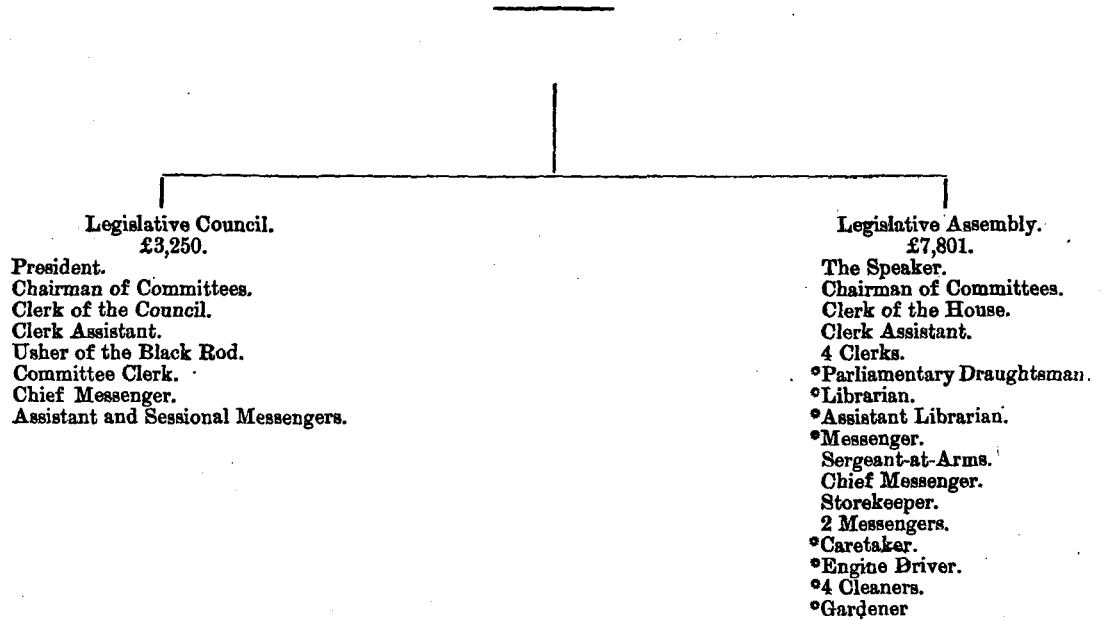 Legislative Council.
£3,250.
President.
Chairman of Committees.
Clerk of the Council.
Clerk Assistant.
Usher of the Black Rod.
Committee Clerk.
Chief Messenger.
Assistant and Sessional Messengers.
Legislative Assembly.
£7,801.
The Speaker.
Chairman of Committees.
Clerk of the House.
Clerk Assistant.
4 Clerks.
*Parliamentary Draughtsman.
*Librarian.
*Assistant Librarian.
*Messenger.
Sergeant-at-Arms.
Chief Messenger.
Storekeeper.
2 Messengers.
*Caretaker.
*Engine Driver.
*4 Cleaners.
*Gardener